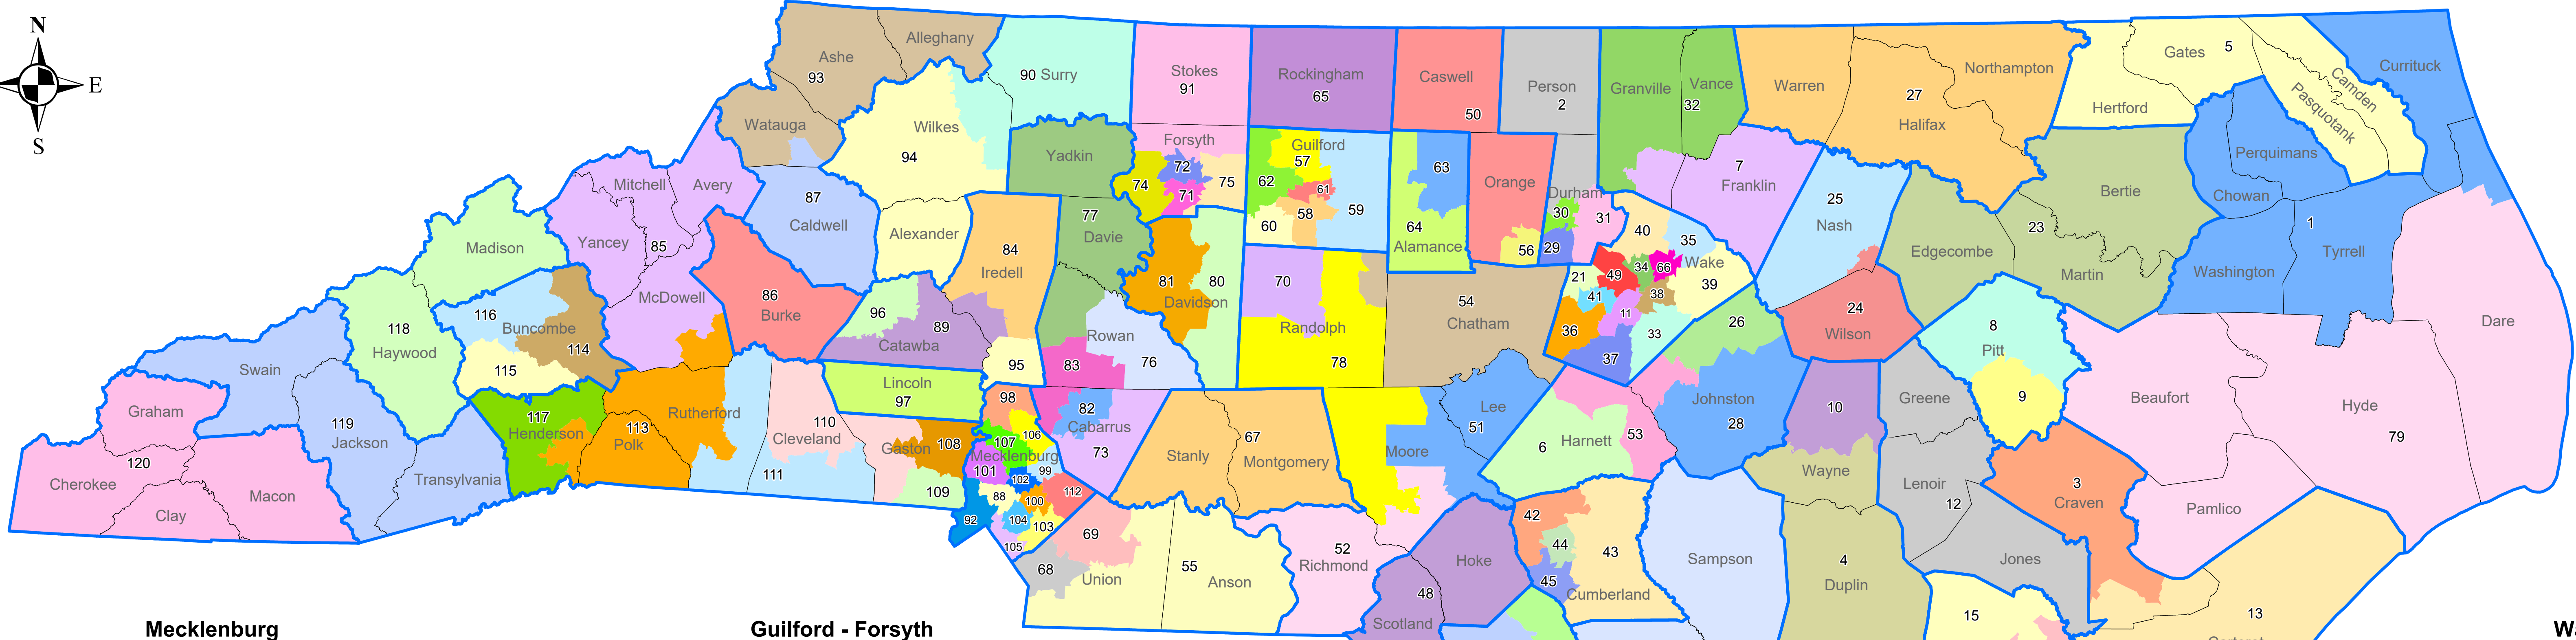 N
E
S
Ashe
93
Alleghany
90 Surry
Stokes
91
Rockingham
65
Caswell
50
Person
2
Granville
Vance
32
Warren
27
Halifax
Northampton
Gates 5
Hertford
Camden
Pasquotank
Currituck
Watauga
Wilkes
94
Yadkin
Forsyth
72
74
71
75
Guilford
57
62
61
58
60
59
63
64
Alamance
Orange
56
Durham
30
31
29
7
Franklin
25
Nash
Edgecombe
23
Martin
Bertie
Perquimans
Chowan
1
Tyrrell
Washington
Dare
Mitchell
Avery
Yancey
85
McDowell
87
Caldwell
Alexander
84
Iredell
77
Davie
81
80
Davidson
70
Randolph
78
54
Chatham
40
35
Wake
34
66
49
21
41
38
39
11
36
33
37
26
24
Wilson
8
Pitt
9
Madison
116
Buncombe
114
115
118
Haywood
86
Burke
96
89
Catawba
95
Rowan
83
76
Swain
Graham
119
Jackson
117
Henderson
113
Polk
Rutherford
110
Cleveland
111
Lincoln
97
Gaston
108
109
98
106
107
Mecklenburg
101
99
102
88
100
112
92
104
103
105
82
Cabarrus
73
Stanly
67
Montgomery
Moore
Lee
51
6
Harnett
53
Johnston
28
10
Wayne
Greene
Lenoir
12
Jones
3
Craven
Beaufort
Hyde
79
Pamlico
120
Cherokee
Clay
Macon
Transylvania
69
68
Union
55
Anson
52
Richmond
Hoke
48
Scotland
42
44
43
45
Cumberland
Sampson
4
Duplin
15
13
Mecklenburg
Guilford - Forsyth